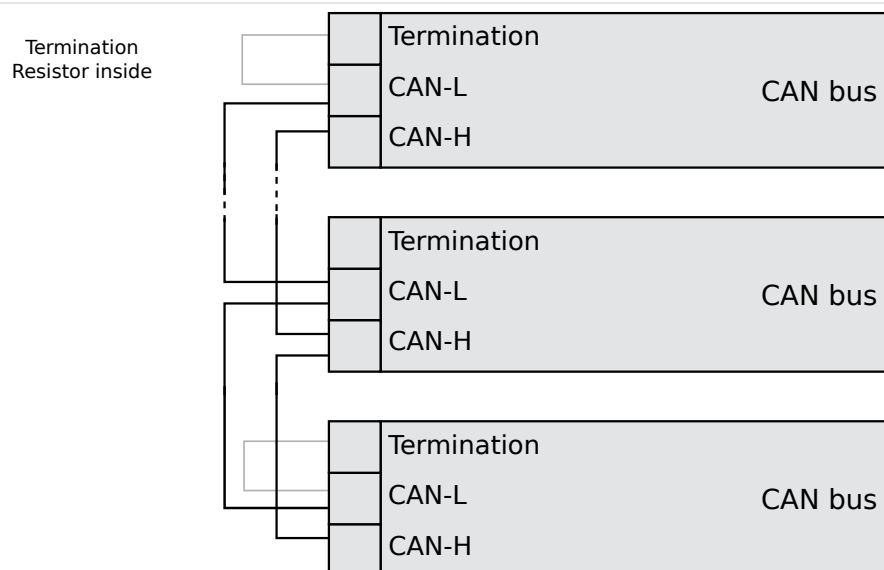 Termination
Resistor inside
Termination
CAN-L
CAN bus
CAN-H
Termination
CAN-L
CAN bus
CAN-H
Termination
CAN-L
CAN bus
CAN-H